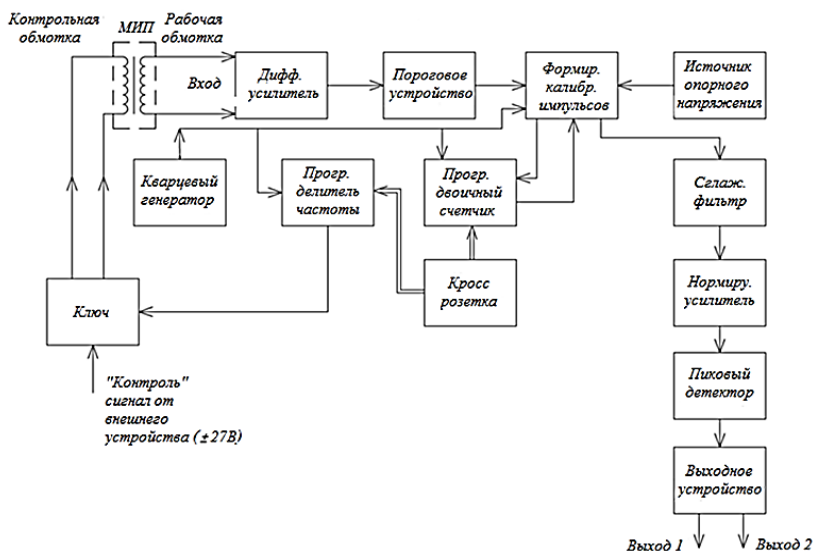 Контрольная
обмотка
МИП
Рабочая
обмотка
Вход
Дифф.
усилитель
Пороговое
устройство
Формир.
калибр.
импульсов
Источник
опорного
напряжения
Кварцевый
генератор
Прогр.
делитель
частоты
Прогр.
двоичный
счетчик
Сглаж.
фильтр
Ключ
Кросс
розетка
Нормиру.
усилитель
"Контроль"
сигнал от
внешнего
устройства (±27В)
Пиковый
детектор
Выходное
устройство
Выход 1
Выход 2